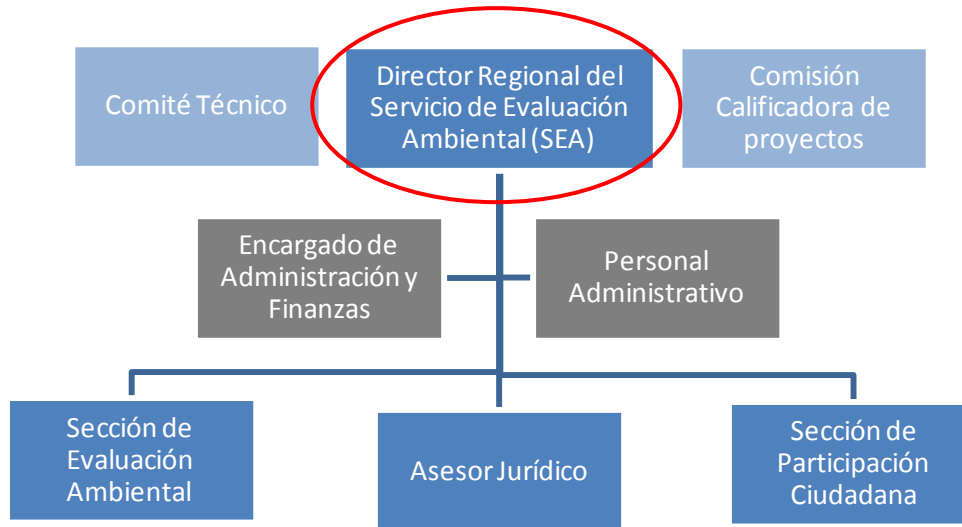 Comité Técnico
Director Regional del
Servicio de Evaluación
Ambiental (SEA)
Comisión
Calificadora de
proyectos
Encargado de
Administración y
Finanzas
Personal
Administrativo
Sección de
Evaluación
Ambiental
Asesor Jurídico
Sección de
Participación
Ciudadana